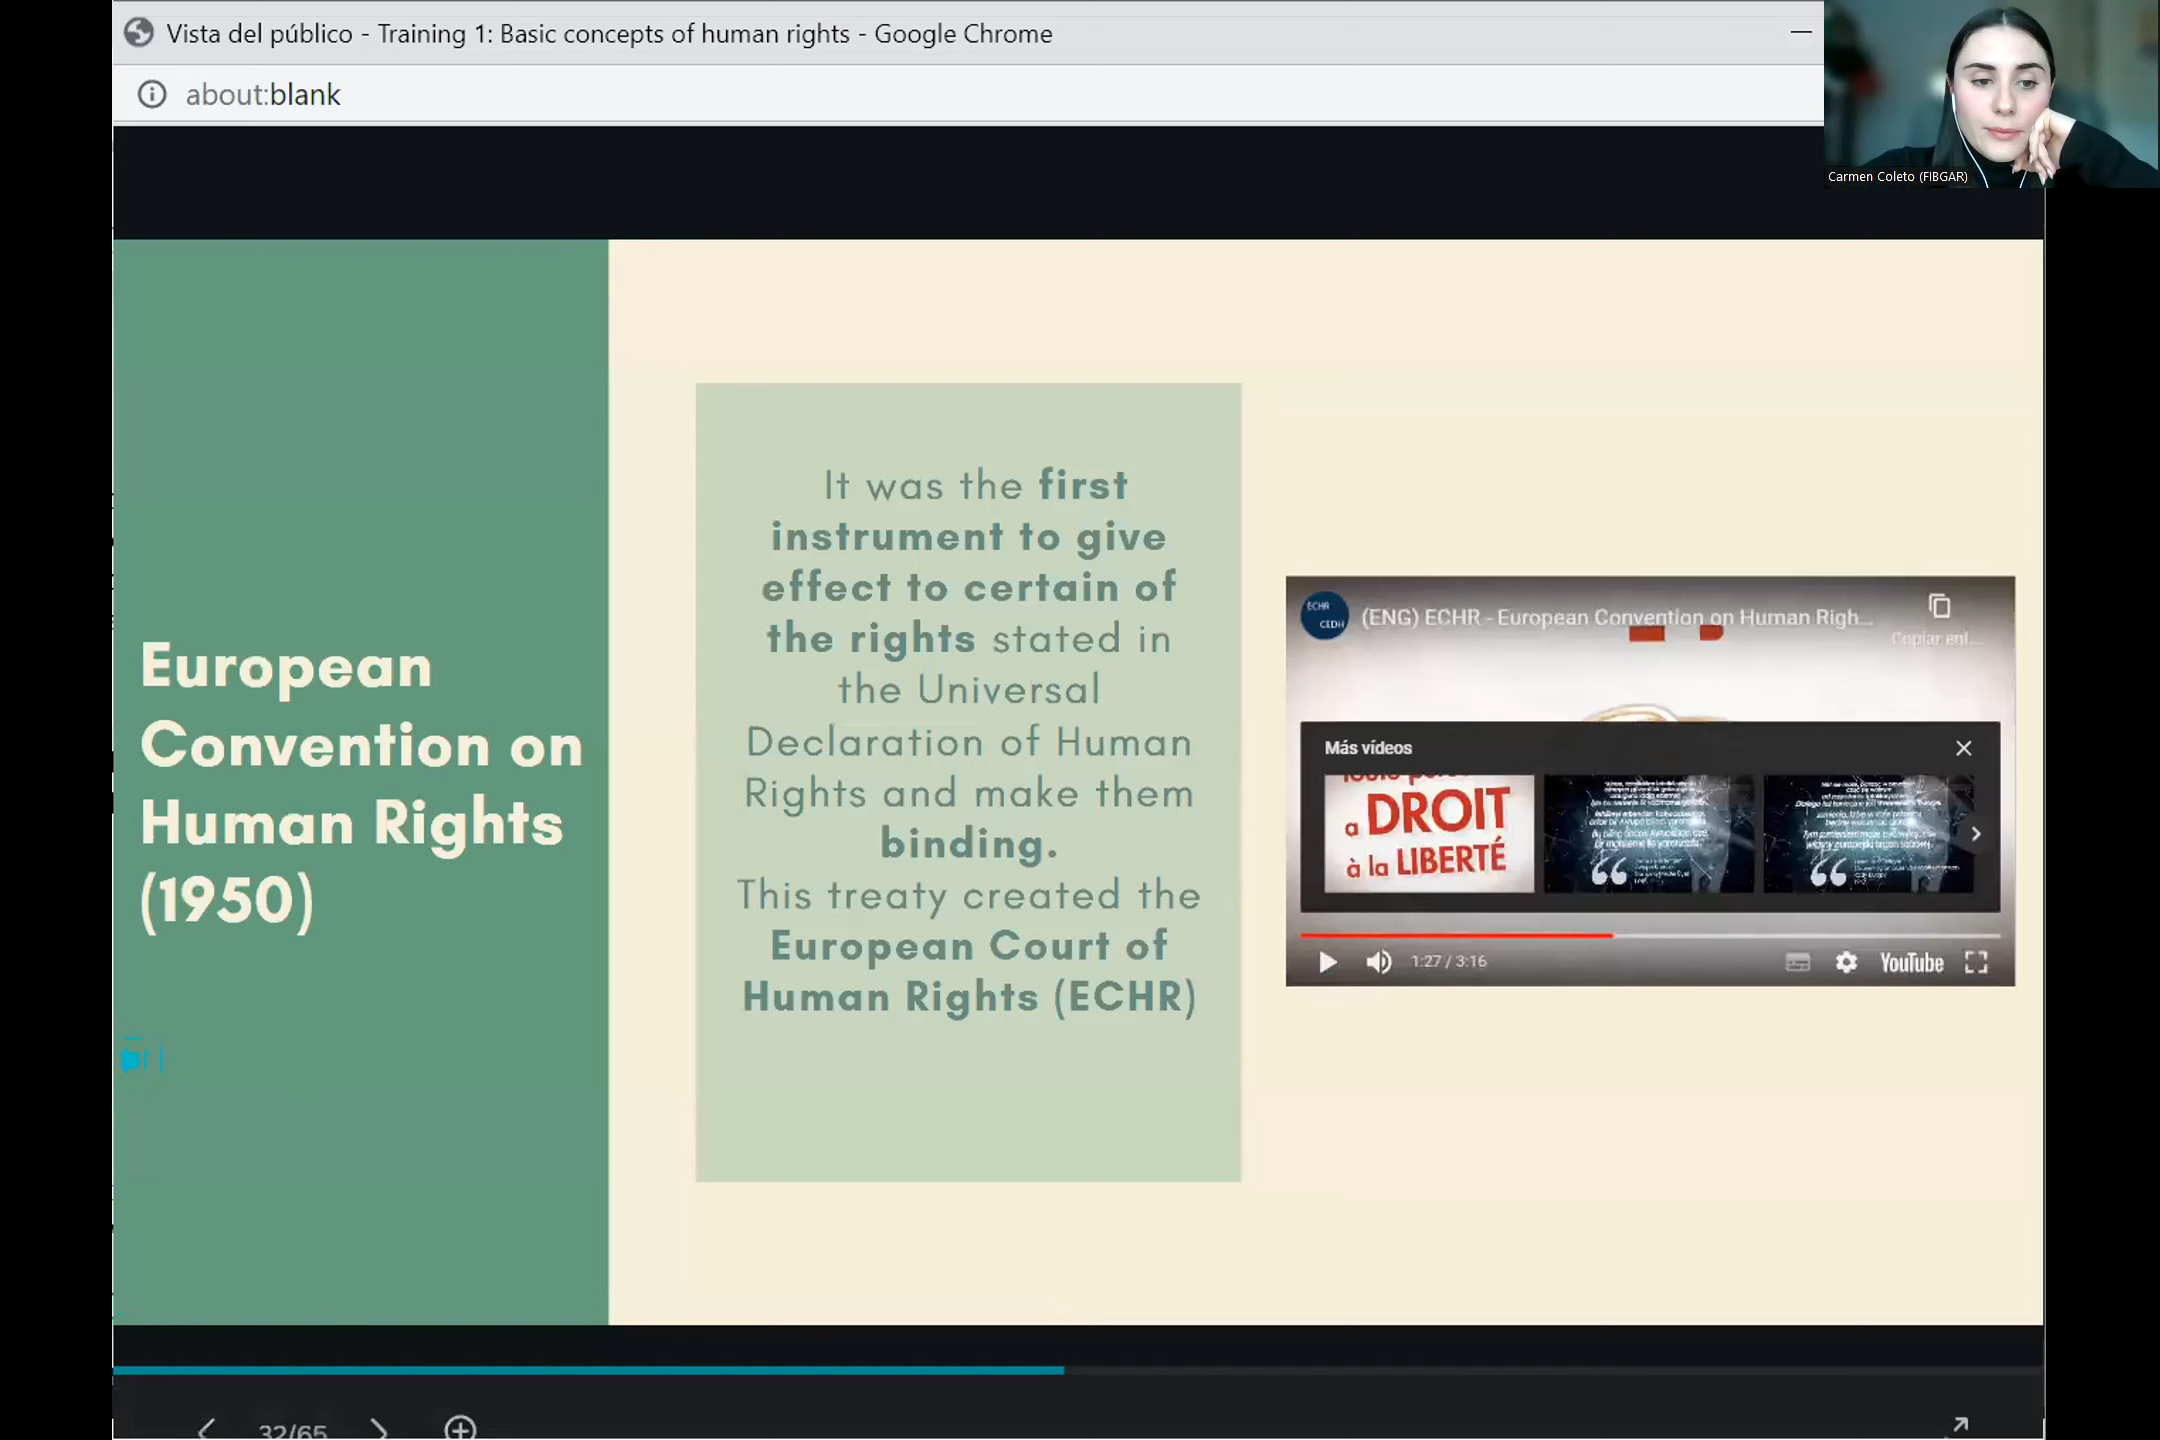 Vista del público - Training 1: Basic concepts of human rights - Google Chrome
about:blank
Carmen Coleto (FIBGAR)
European
Convention on
Human Rights
(1950)
It was the first
instrument to give
effect to certain of
the rights stated in
the Universal
Declaration of Human
Rights and make them
binding.
This treaty created the
European Court of
Human Rights (ECHR)
ECHR
CEDH
(ENG) ECHR - European Convention on Human Righ...
Copiar enl...
Más vídeos
a DROIT
à la LIBERTÉ
1:27 / 3:16
YouTube
32/65